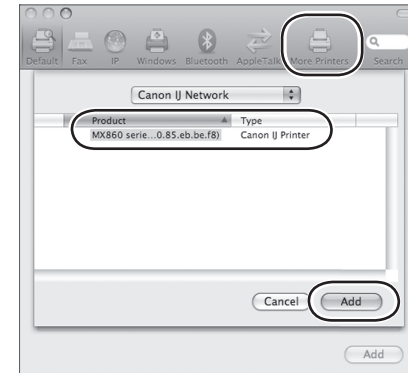 Default Fax IP Windows Bluetooth AppleTalk More Printers Search
Canon IJ Network
Product Type
MX860 serie...0.85.eb.be.f8) Canon IJ Printer
Cancel Add
Add